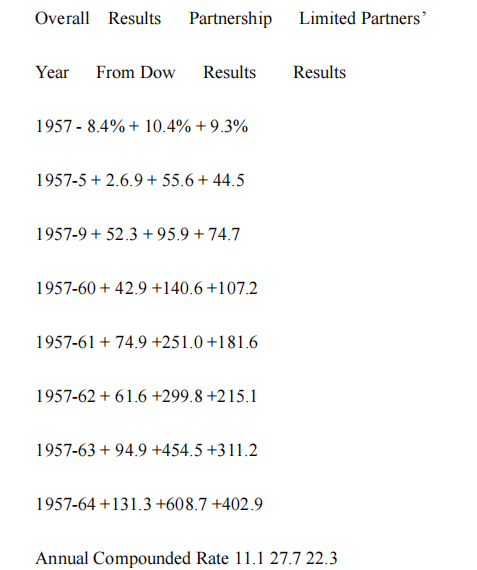 Overall Results Partnership Limited Partners’
Year From Dow Results Results
1957 - 8.4% + 10.4% + 9.3%
1957-5 + 2.6.9 + 55.6 + 44.5
1957-9 + 52.3 + 95.9 + 74.7
1957-60 + 42.9 +140.6 +107.2
1957-61 + 74.9 +251.0 +181.6
1957-62 + 61.6 +299.8 +215.1
1957-63 + 94.9 +454.5 +311.2
1957-64 +131.3 +608.7 +402.9
Annual Compounded Rate 11.1 27.7 22.3